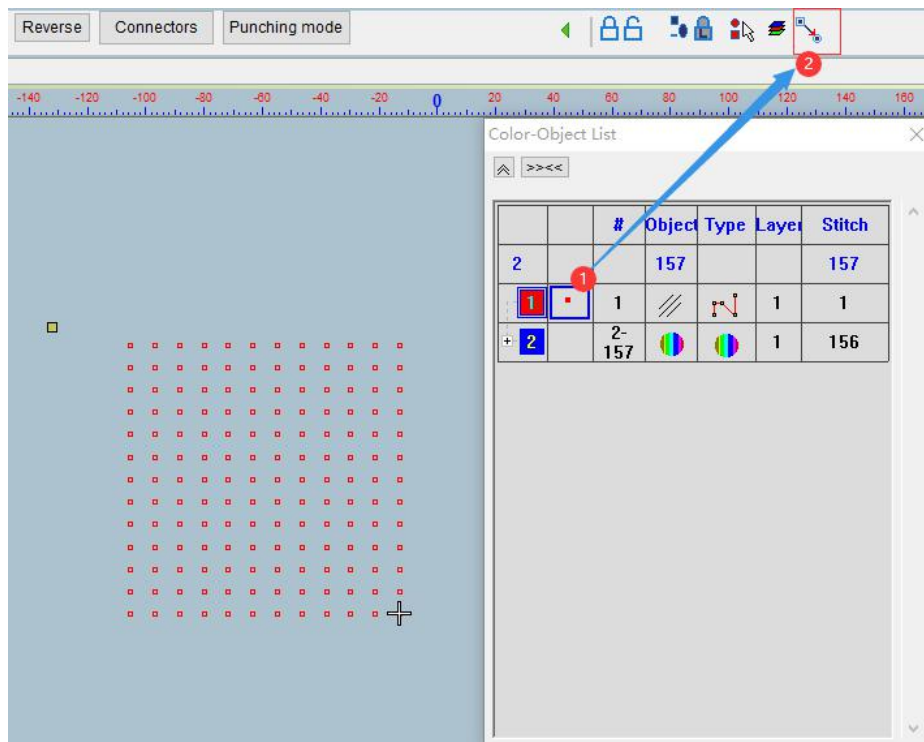 Reverse Connectors Punching mode
L
2
-140 -120 -100 -80 -60 -40 -20 0 20 40 60 80 100 120 140 160
Color-Object List
>><<
# Object Type Layer Stitch
2 157 157
1
1 1 1 1
2 2-157 1 156